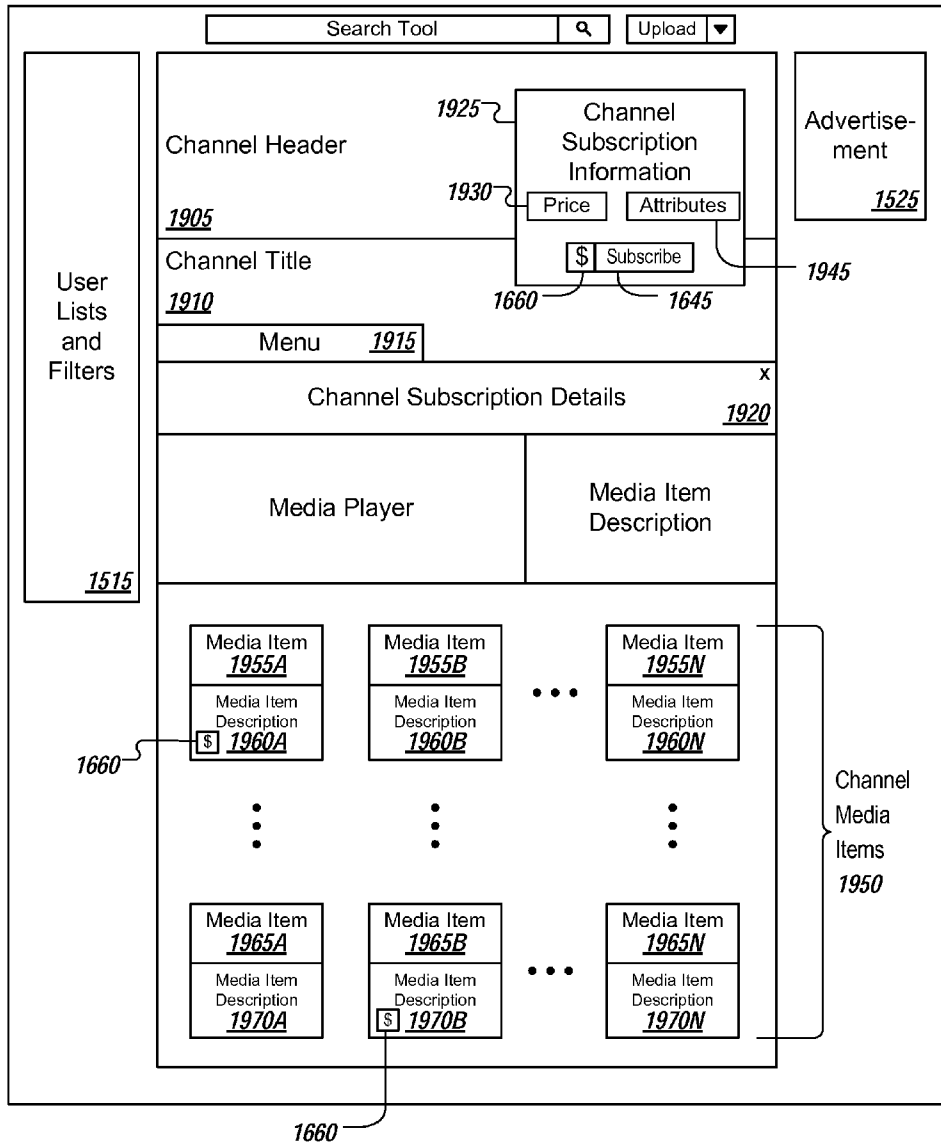 Search Tool
Upload
User
Lists
and
Filters
1515
Channel Header
1905
1925
Channel
Subscription
Information
1930
Price
Attributes
1945
$ Subscribe
1660
1645
Advertise-
ment
1525
Channel Title
1910
Menu 1915
x
Channel Subscription Details
1920
Media Player
Media Item
Description
Media Item
1955A
Media Item
Description
$ 1960A
1660
Media Item
1955B
Media Item
Description
1960B
Media Item
1955N
Media Item
Description
1960N
Channel
Media
Items
1950
Media Item
1965A
Media Item
Description
1970A
Media Item
1965B
Media Item
Description
$ 1970B
1660
Media Item
1965N
Media Item
Description
1970N